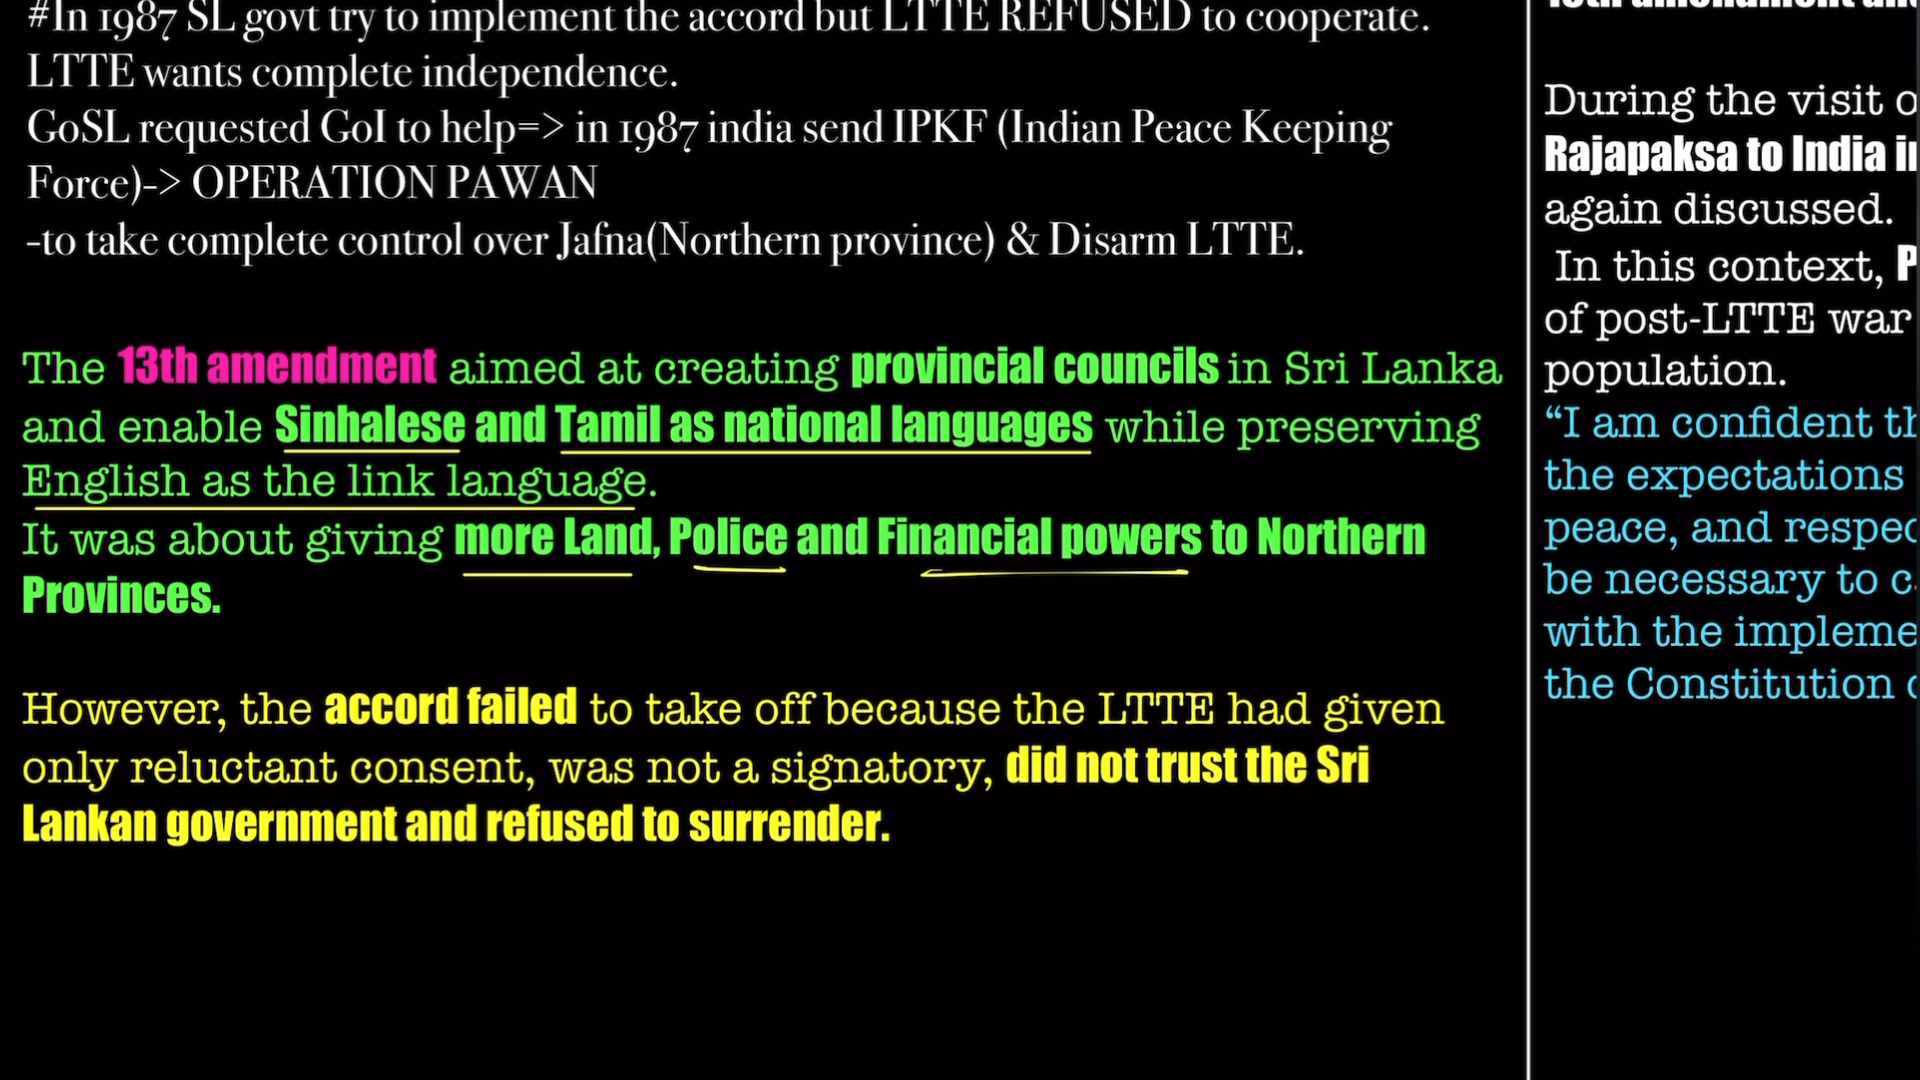 #In 1987 SL govt try to implement the accord but LTTE REFUSED to cooperate.
LTTE wants complete independence.
GoSL requested GoI to help=> in 1987 india send IPKF (Indian Peace Keeping
Force)-> OPERATION PAWAN
-to take complete control over Jafna(Northern province) & Disarm LTTE.
The 13th amendment aimed at creating provincial councils in Sri Lanka
and enable Sinhalese and Tamil as national languages while preserving
English as the link language.
It was about giving more Land, Police and Financial powers to Northern
Provinces.
However, the accord failed to take off because the LTTE had given
only reluctant consent, was not a signatory, did not trust the Sri
Lankan government and refused to surrender.
During the visit
Rajapaksa to India
again discussed.
In this context,
of post-LTTE war
population.
“I am confident
the expectations
peace, and
be necessary to
with the
the Constitution